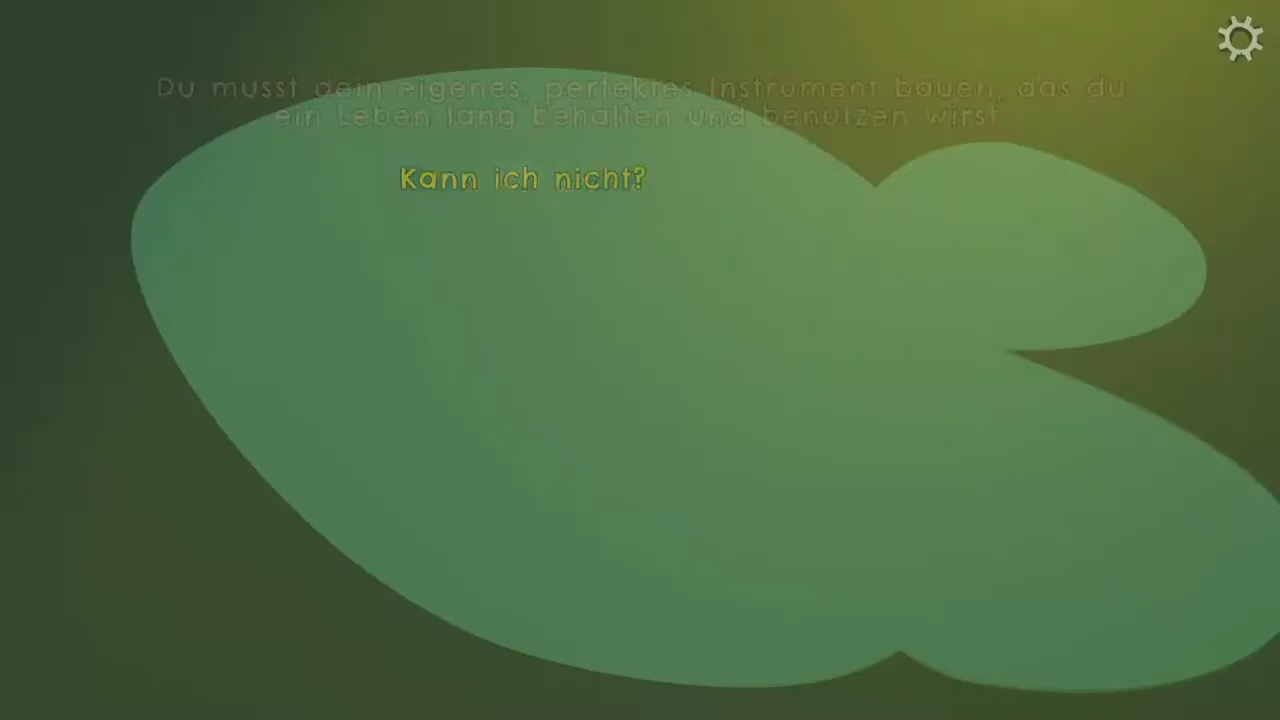 Du musst dein eigenes, perfektes Instrument bauen, das du
ein Leben lang behalten und benutzen wirst.
Kann ich nicht?